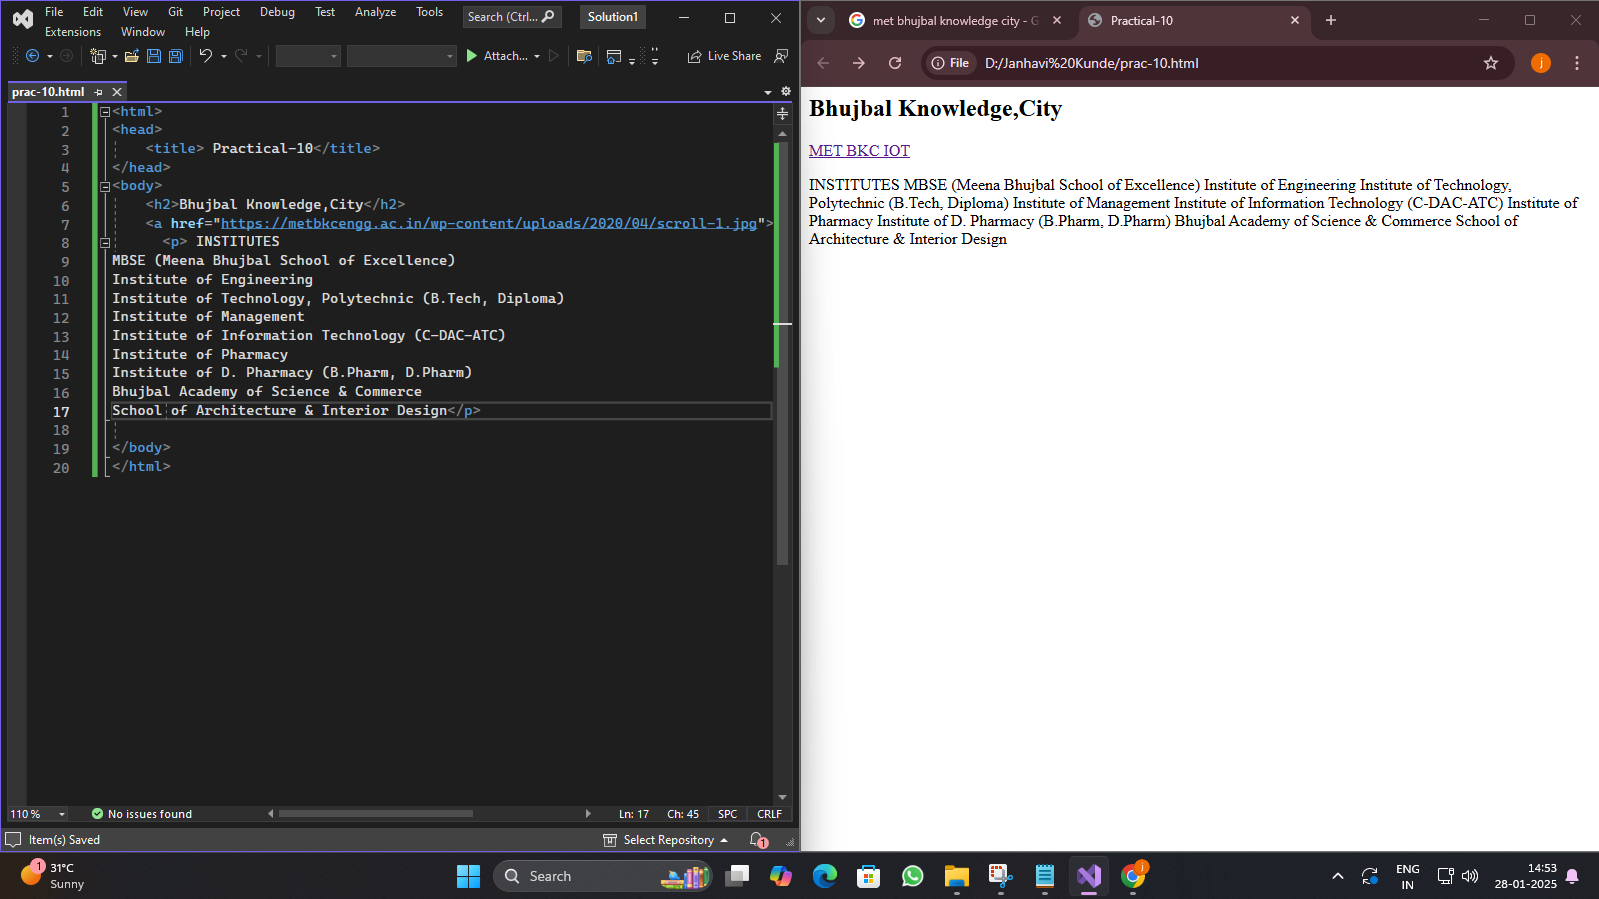 File Edit View Git Project Debug Test Analyze Tools Search (Ctrl... Solution1
Extensions Window Help
Attach... Live Share
prac-10.html
1 <html>
2 <head>
3 <title> Practical-10</title>
4 </head>
5 <body>
6 <h2>Bhujbal Knowledge,City</h2>
7 <a href="https://metbkcengg.ac.in/wp-content/uploads/2020/04/scroll-1.jpg">
8 <p> INSTITUTES
9 MBSE (Meena Bhujbal School of Excellence)
10 Institute of Engineering
11 Institute of Technology, Polytechnic (B.Tech, Diploma)
12 Institute of Management
13 Institute of Information Technology (C-DAC-ATC)
14 Institute of Pharmacy
15 Institute of D. Pharmacy (B.Pharm, D.Pharm)
16 Bhujbal Academy of Science & Commerce
17 School of Architecture & Interior Design</p>
18
19 </body>
20 </html>
110 % No issues found Ln: 17 Ch: 45 SPC CRLF
Item(s) Saved Select Repository 1
met bhujbal knowledge city - G Practical-10
File D:/Janhavi%20Kunde/prac-10.html j
Bhujbal Knowledge,City
MET BKC IOT
INSTITUTES MBSE (Meena Bhujbal School of Excellence) Institute of Engineering Institute of Technology,
Polytechnic (B.Tech, Diploma) Institute of Management Institute of Information Technology (C-DAC-ATC) Institute of
Pharmacy Institute of D. Pharmacy (B.Pharm, D.Pharm) Bhujbal Academy of Science & Commerce School of
Architecture & Interior Design
1 31°C
Sunny
Search
j
ENG
IN
14:53
28-01-2025